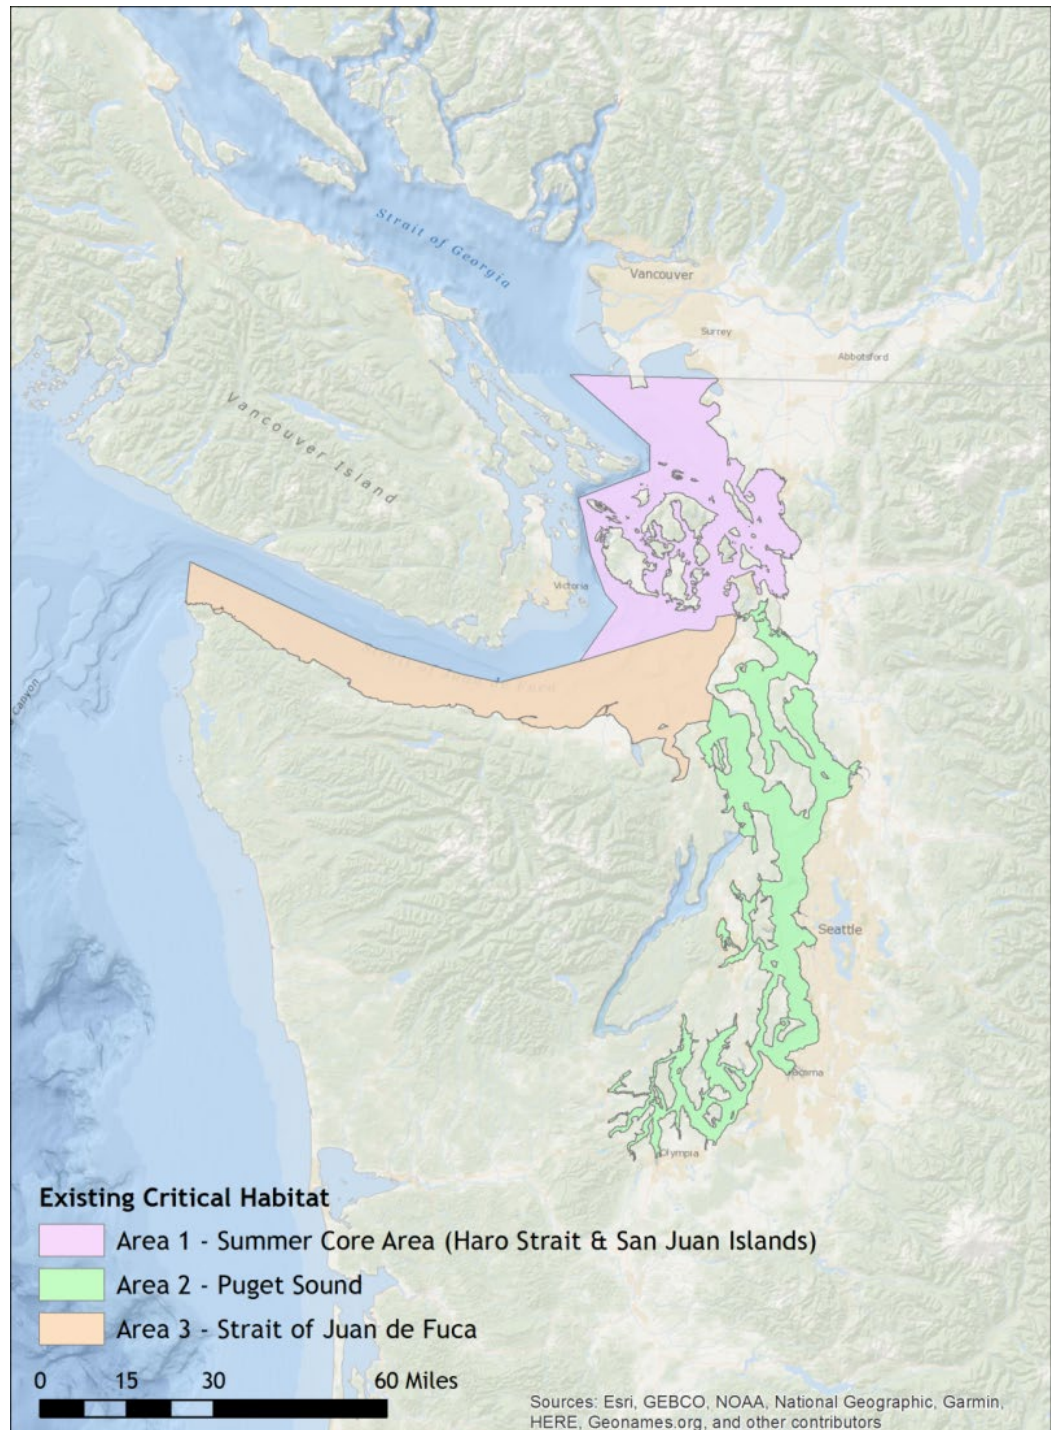 Strait of Georgia
Vancouver
Surrey
Abbotsford
Vancouver Island
Victoria
Canyon
de Fuca
Seattle
Tacoma
Olympia
Existing Critical Habitat
Area 1 - Summer Core Area (Haro Strait & San Juan Islands)
Area 2 - Puget Sound
Area 3 - Strait of Juan de Fuca
0 15 30 60 Miles
Sources: Esri, GEBCO, NOAA, National Geographic, Garmin,
HERE, Geonames.org, and other contributors